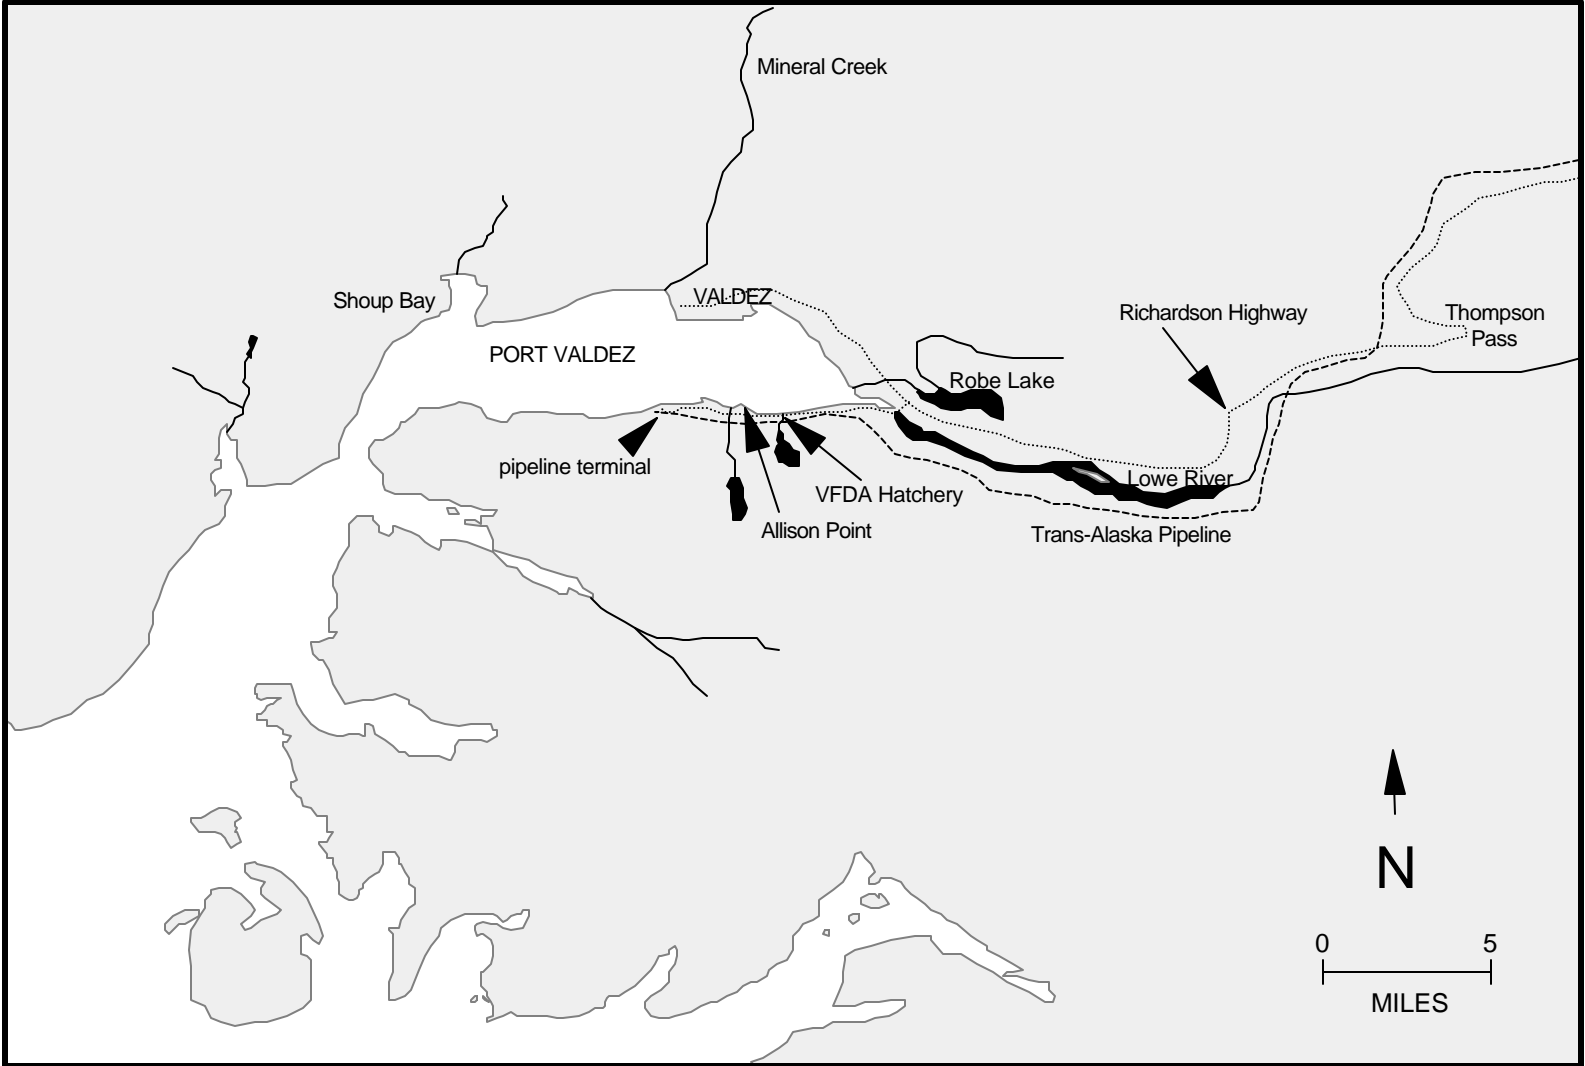 Mineral Creek
Shoup Bay
VALDEZ
Richardson Highway
Thompson
Pass
PORT VALDEZ
Robe Lake
pipeline terminal
Lowe River
VFDA Hatchery
Allison Point
Trans-Alaska Pipeline
N
0 5
MILES